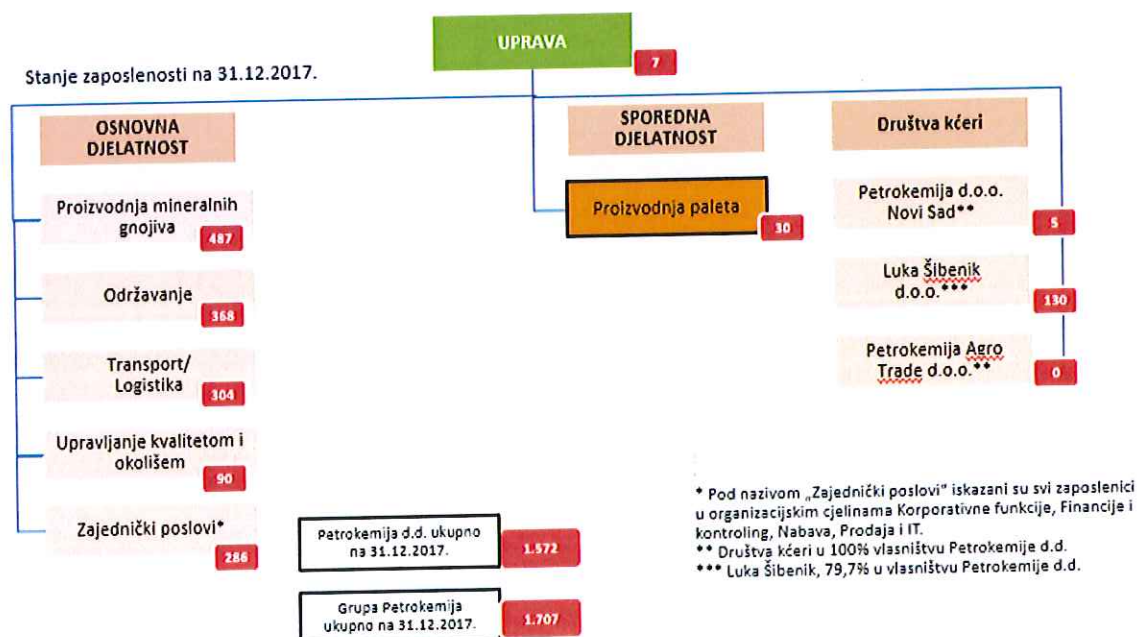 UPRAVA
7
Stanje zaposlenosti na 31.12.2017.
OSNOVNA
DJELATNOST
Proizvodnja mineralnih
gnojiva
487
Održavanje
368
Transport/
Logistika
304
Upravljanje kvalitetom i
okolišem
90
Zajednički poslovi*
286
SPOREDNA
DJELATNOST
Proizvodnja paleta
30
Društva kćeri
Petrokemija d.o.o.
Novi Sad**
5
Luka Šibenik
d.o.o.***
130
Petrokemija Agro
Trade d.o.o.**
0
Petrokemija d.d. ukupno
na 31.12.2017.
1.572
Grupa Petrokemija
ukupno na 31.12.2017.
1.707
* Pod nazivom „Zajednički poslovi" iskazani su svi zaposlenici
u organizacijskim cjelinama Korporativne funkcije, Financije i
kontroling, Nabava, Prodaja i IT.
** Društva kćeri u 100% vlasništvu Petrokemije d.d.
*** Luka Šibenik, 79,7% u vlasništvu Petrokemije d.d.